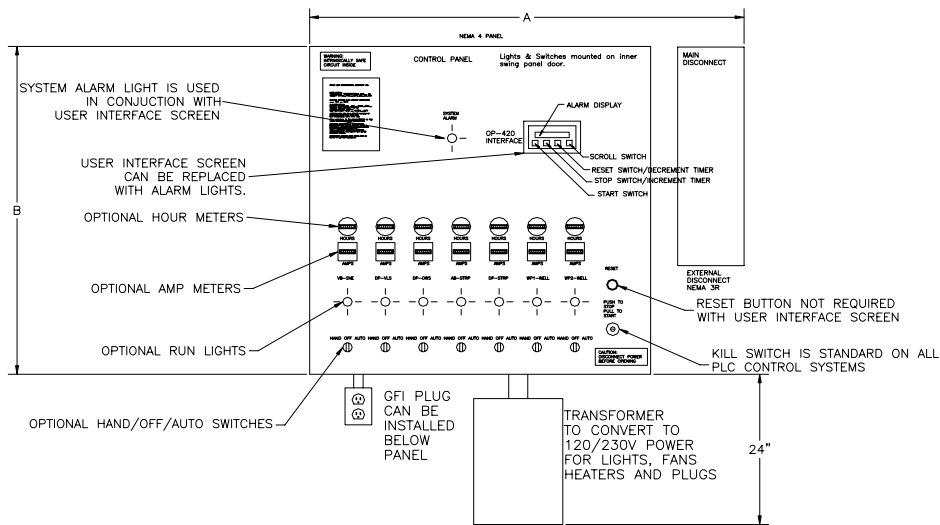 A
NEMA 4 PANEL
WARNING:
INTRINSICALLY SAFE
CIRCUIT INSIDE
CONTROL PANEL
Lights & Switches mounted on inner
swing panel door.
MAIN
DISCONNECT
SYSTEM ALARM LIGHT IS USED
IN CONJUCTION WITH
USER INTERFACE SCREEN
SYSTEM
ALARM
ALARM DISPLAY
OP-420
INTERFACE
SCROLL SWITCH
RESET SWITCH/DECREMENT TIMER
STOP SWITCH/INCREMENT TIMER
START SWITCH
USER INTERFACE SCREEN
CAN BE REPLACED
WITH ALARM LIGHTS.
B
OPTIONAL HOUR METERS
HOURS HOURS HOURS HOURS HOURS HOURS HOURS
AMPS AMPS AMPS AMPS AMPS AMPS AMPS
OPTIONAL AMP METERS
VB-SVE DP-VLS DP-OWS AB-STRP DP-STRP WP1-WELL WP2-WELL
RESET
EXTERNAL
DISCONNECT
NEMA 3R
RESET BUTTON NOT REQUIRED
WITH USER INTERFACE SCREEN
PUSH TO
STOP
PULL TO
START
OPTIONAL RUN LIGHTS
HAND OFF AUTO HAND OFF AUTO HAND OFF AUTO HAND OFF AUTO HAND OFF AUTO HAND OFF AUTO HAND OFF AUTO
CAUTION:
DISCONNECT POWER
BEFORE OPENING
KILL SWITCH IS STANDARD ON ALL
PLC CONTROL SYSTEMS
OPTIONAL HAND/OFF/AUTO SWITCHES
GFI PLUG
CAN BE
INSTALLED
BELOW
PANEL
TRANSFORMER
TO CONVERT TO
120/230V POWER
FOR LIGHTS, FANS
HEATERS AND PLUGS
24"